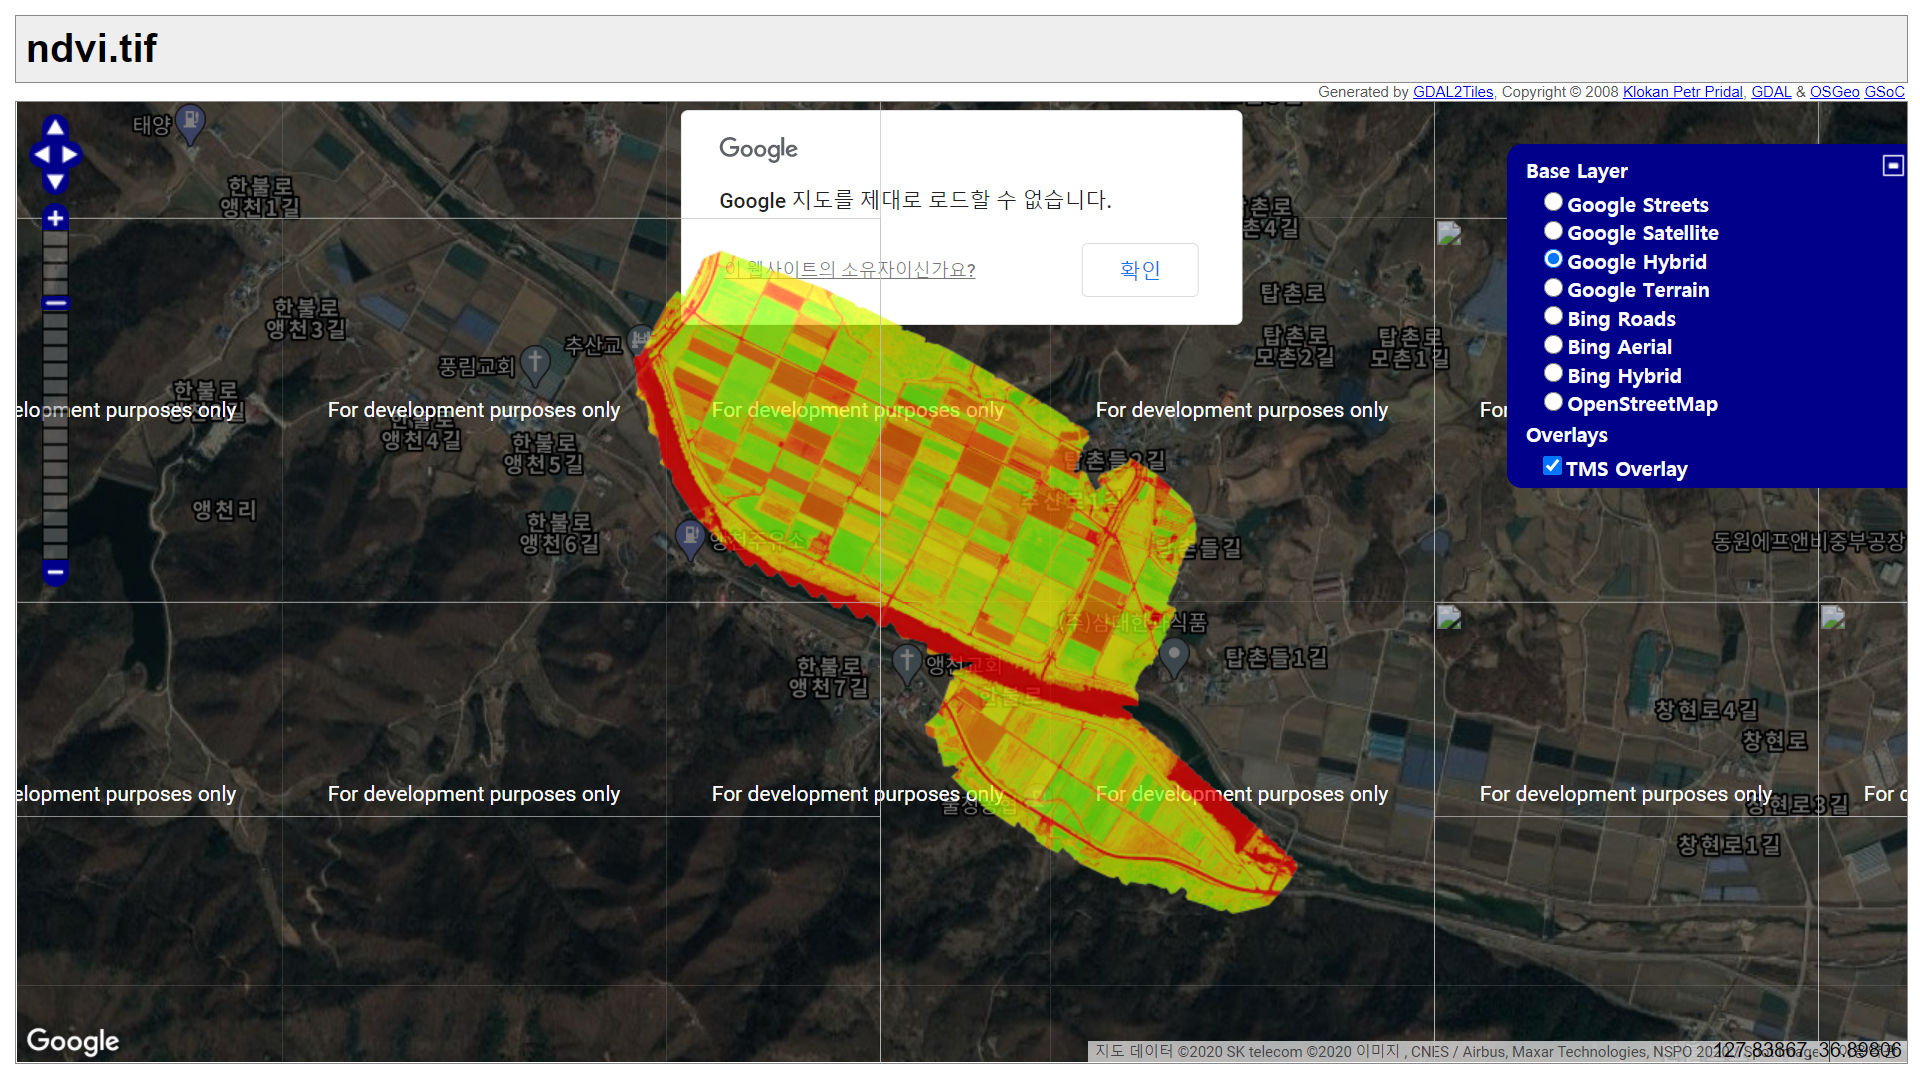 ndvi.tif
Generated by GDAL2Tiles, Copyright © 2008 Klokan Petr Pridal, GDAL & OSGeo GSoC
태양
Google
Google 지도를 제대로 로드할 수 없습니다.
이 웹사이트의 소유자이신가요?
확인
Base Layer
Google Streets
Google Satellite
Google Hybrid
Google Terrain
Bing Roads
Bing Aerial
Bing Hybrid
OpenStreetMap
Overlays
TMS Overlay
한불로
앵천1길
촌로
촌4길
한불로
앵천3길
탑촌로
추산교
풍림교회
탑촌로
모촌2길
탑촌로
모촌1길
한불로
elopment purposes only
For development purposes only
For development purposes only
For development purposes only
For
앵천4길
한불로
앵천5길
탑촌들2길
추산로1길
앵천리
한불로
앵천6길
앵천주유소
촌들길
동원에프앤비중부공장
식품
한불로
앵천7길
앵천교회
한불로
탑촌들1길
창현로4길
창현로
elopment purposes only
For development purposes only
For development purposes only
For development purposes only
For development purposes only
For
창현로3길
창현로1길
Google
지도 데이터 ©2020 SK telecom ©2020 이미지 , CNES / Airbus, Maxar Technologies, NSPO 2020 / Spot Image
127.83867, 36.89806